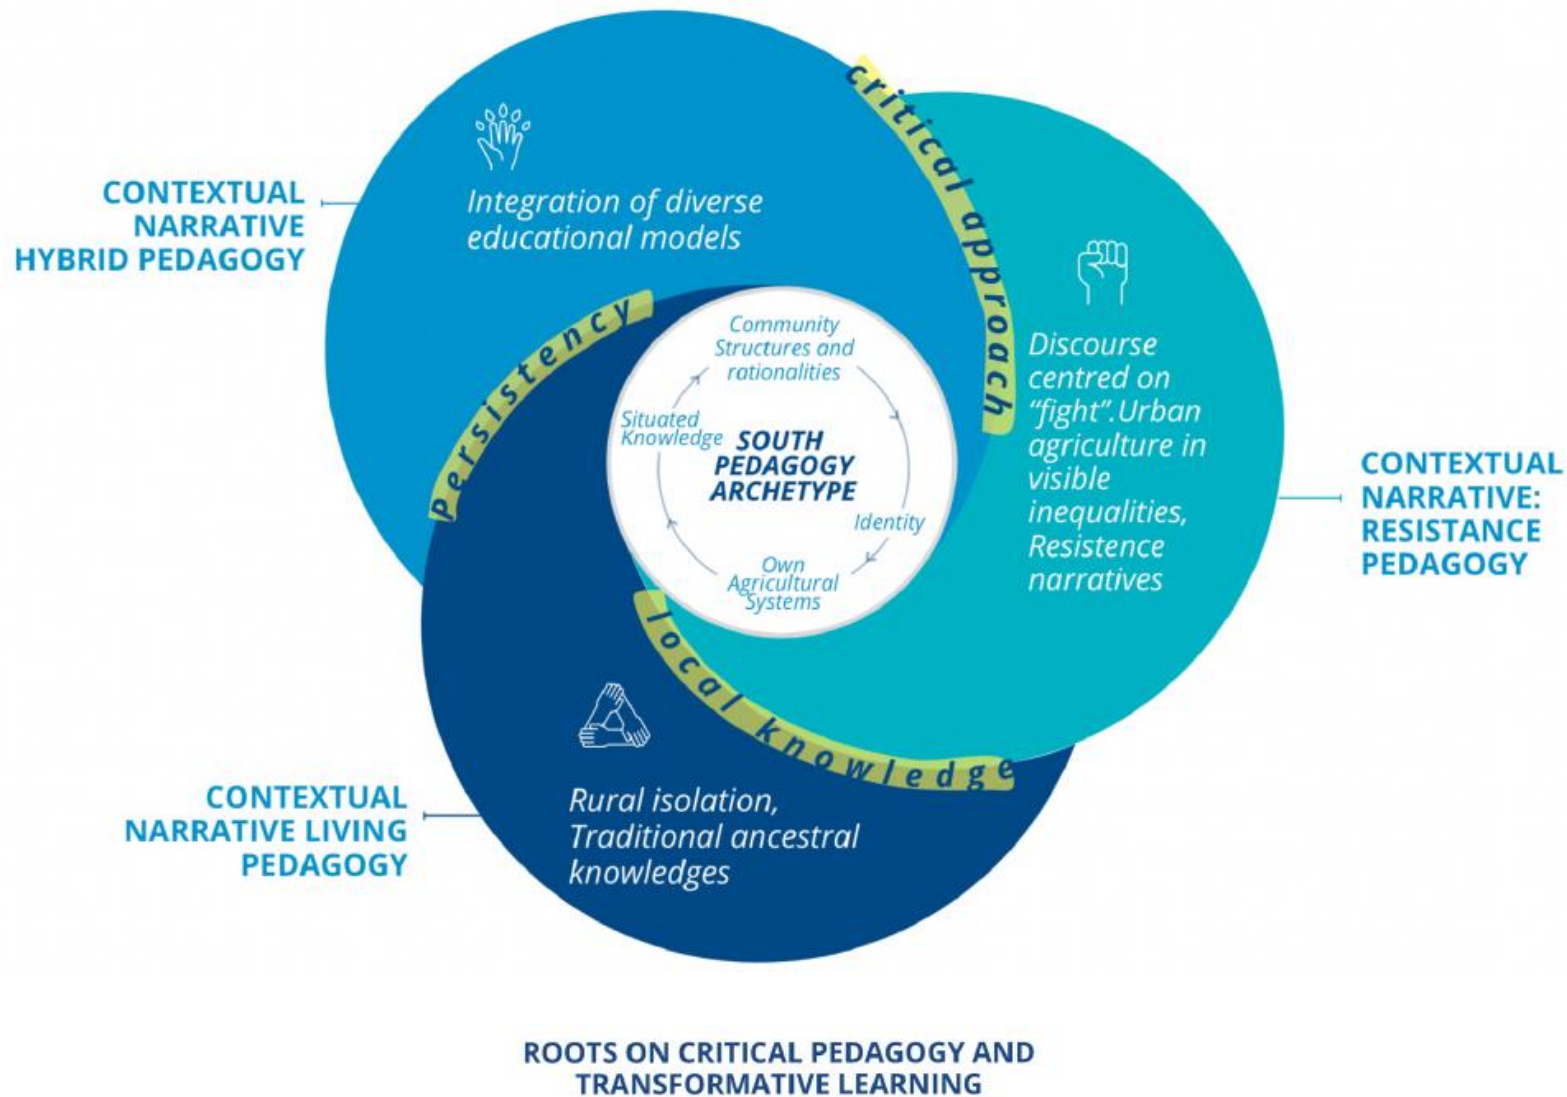 CONTEXTUAL
NARRATIVE
HYBRID PEDAGOGY
Integration of diverse
educational models
critical approach
Persistency
Discourse
centred on
“fight”.Urban
agriculture in
visible
inequalities,
Resistence
narratives
CONTEXTUAL
NARRATIVE:
RESISTANCE
PEDAGOGY
Community
Structures and
rationalities
Situated
Knowledge
SOUTH
PEDAGOGY
ARCHETYPE
Identity
Own
Agricultural
Systems
local knowledge
CONTEXTUAL
NARRATIVE LIVING
PEDAGOGY
Rural isolation,
Traditional ancestral
knowledges
ROOTS ON CRITICAL PEDAGOGY AND
TRANSFORMATIVE LEARNING